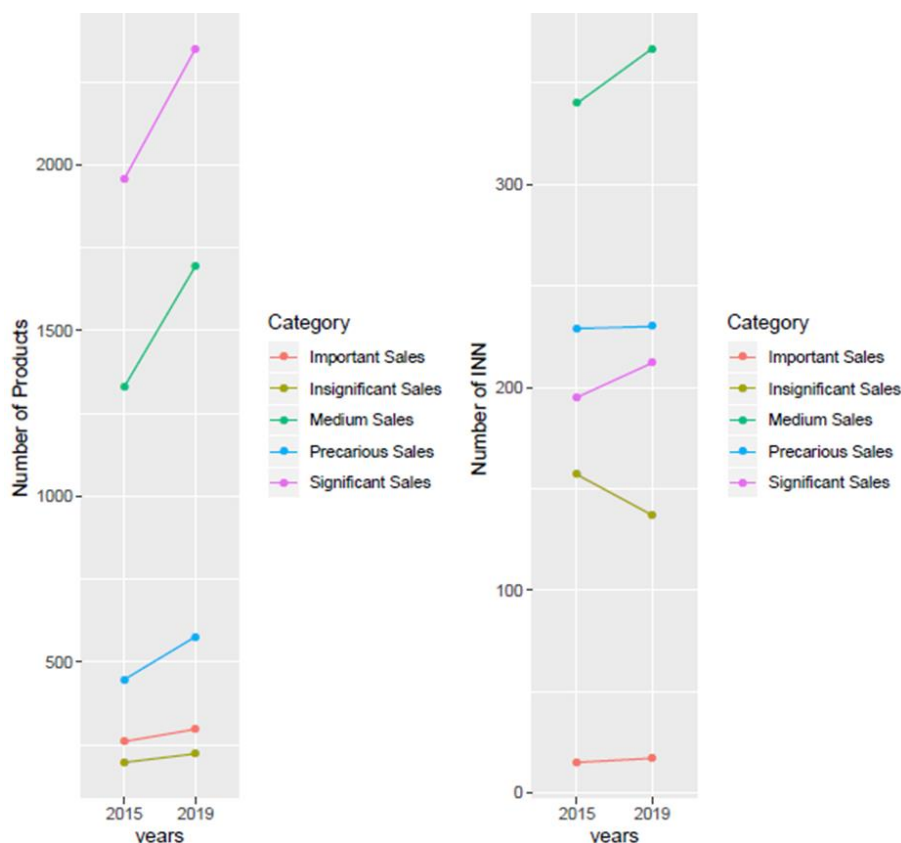 Number of Products
2000
1500
1000
500
2015 2019
years
Category
Important Sales
Insignificant Sales
Medium Sales
Precarious Sales
Significant Sales
Number of INN
300
200
100
0
2015 2019
years
Category
Important Sales
Insignificant Sales
Medium Sales
Precarious Sales
Significant Sales